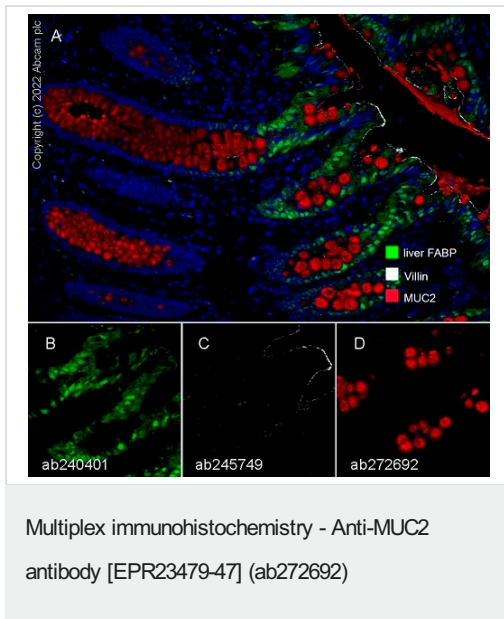 A
Copyright (c) 2022 Abcam plc
liver FABP
Villin
MUC2
B
ab240401
C
ab245749
D
ab272692
Multiplex immunohistochemistry - Anti-MUC2
antibody [EPR23479-47] (ab272692)